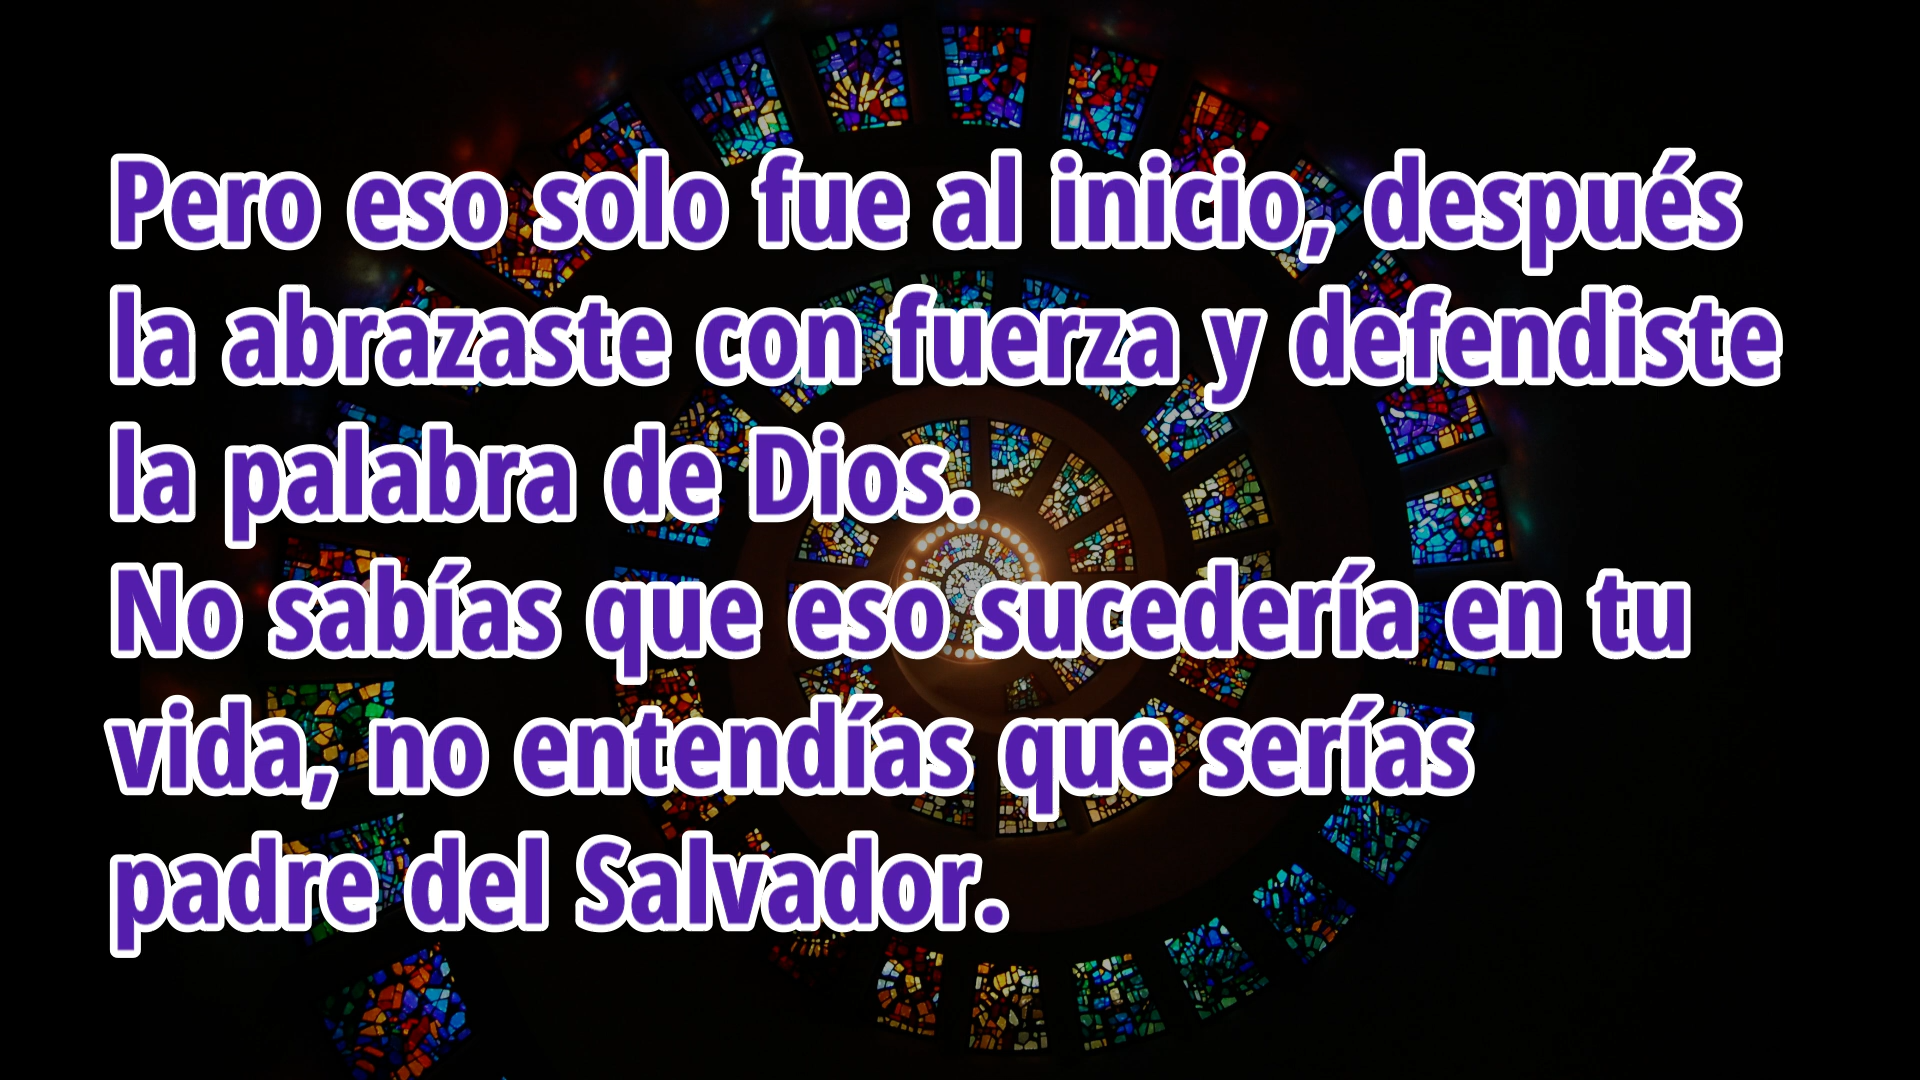 Pero eso solo fue al inicio, después
la abrazaste con fuerza y defendiste
la palabra de Dios.
No sabías que eso sucedería en tu
vida, no entendías que serías
padre del Salvador.